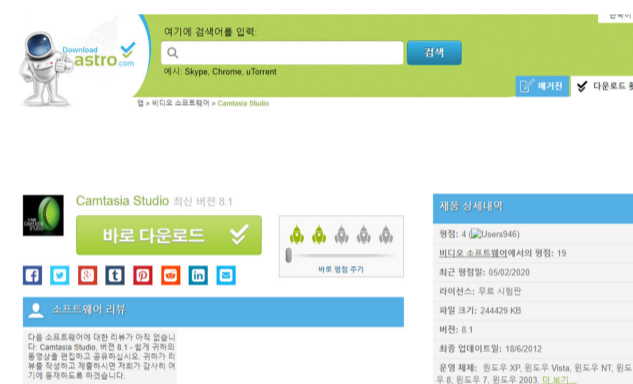 한국어
Download
astro.com
여기에 검색어를 입력:
검색
예시: Skype, Chrome, uTorrent
매거진
다운로드
앱 > 비디오 소프트웨어 > Camtasia Studio
Camtasia Studio 최신 버젼 8.1
바로 다운로드
바로 평점 주기
소프트웨어 리뷰
다음 소프트웨어에 대한 리뷰가 아직 없습니
다: Camtasia Studio, 버젼 8.1 - 쉽게 귀하의
동영상을 편집하고 공유하십시오. 귀하가 리
뷰를 작성하고 제출하시면 저희가 감사히 여
기에 등재하도록 하겠습니다.
제품 상세내역
평점: 4 (Users946)
비디오 소프트웨어에서의 평점: 19
최근 평점일: 05/02/2020
라이선스: 무료 시험판
파일 크기: 244429 KB
버전: 8.1
최종 업데이트일: 18/6/2012
운영 체제: 윈도우 XP, 윈도우 Vista, 윈도우 NT, 윈도
우 8, 윈도우 7, 윈도우 2003, 더 보기...